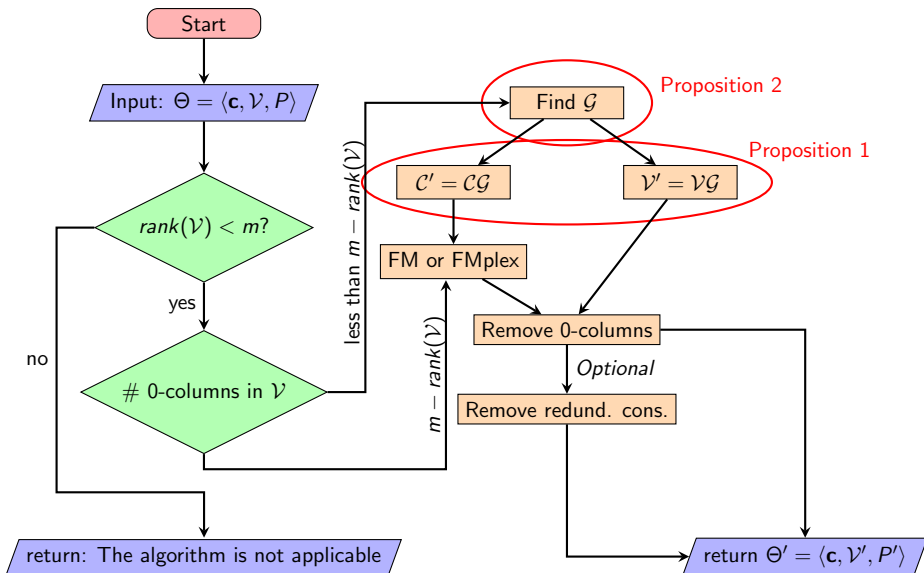 Start
Input: Θ = ⟨𝐜, 𝒱, P⟩
rank(𝒱) < m?
yes
no
# 0-columns in 𝒱
less than m − rank(𝒱)
m − rank(𝒱)
Proposition 2
Find 𝒢
Proposition 1
𝒞′ = 𝒞𝒢
𝒱′ = 𝒱𝒢
FM or FMplex
Remove 0-columns
Optional
Remove redund. cons.
return: The algorithm is not applicable
return Θ′ = ⟨𝐜, 𝒱′, P′⟩